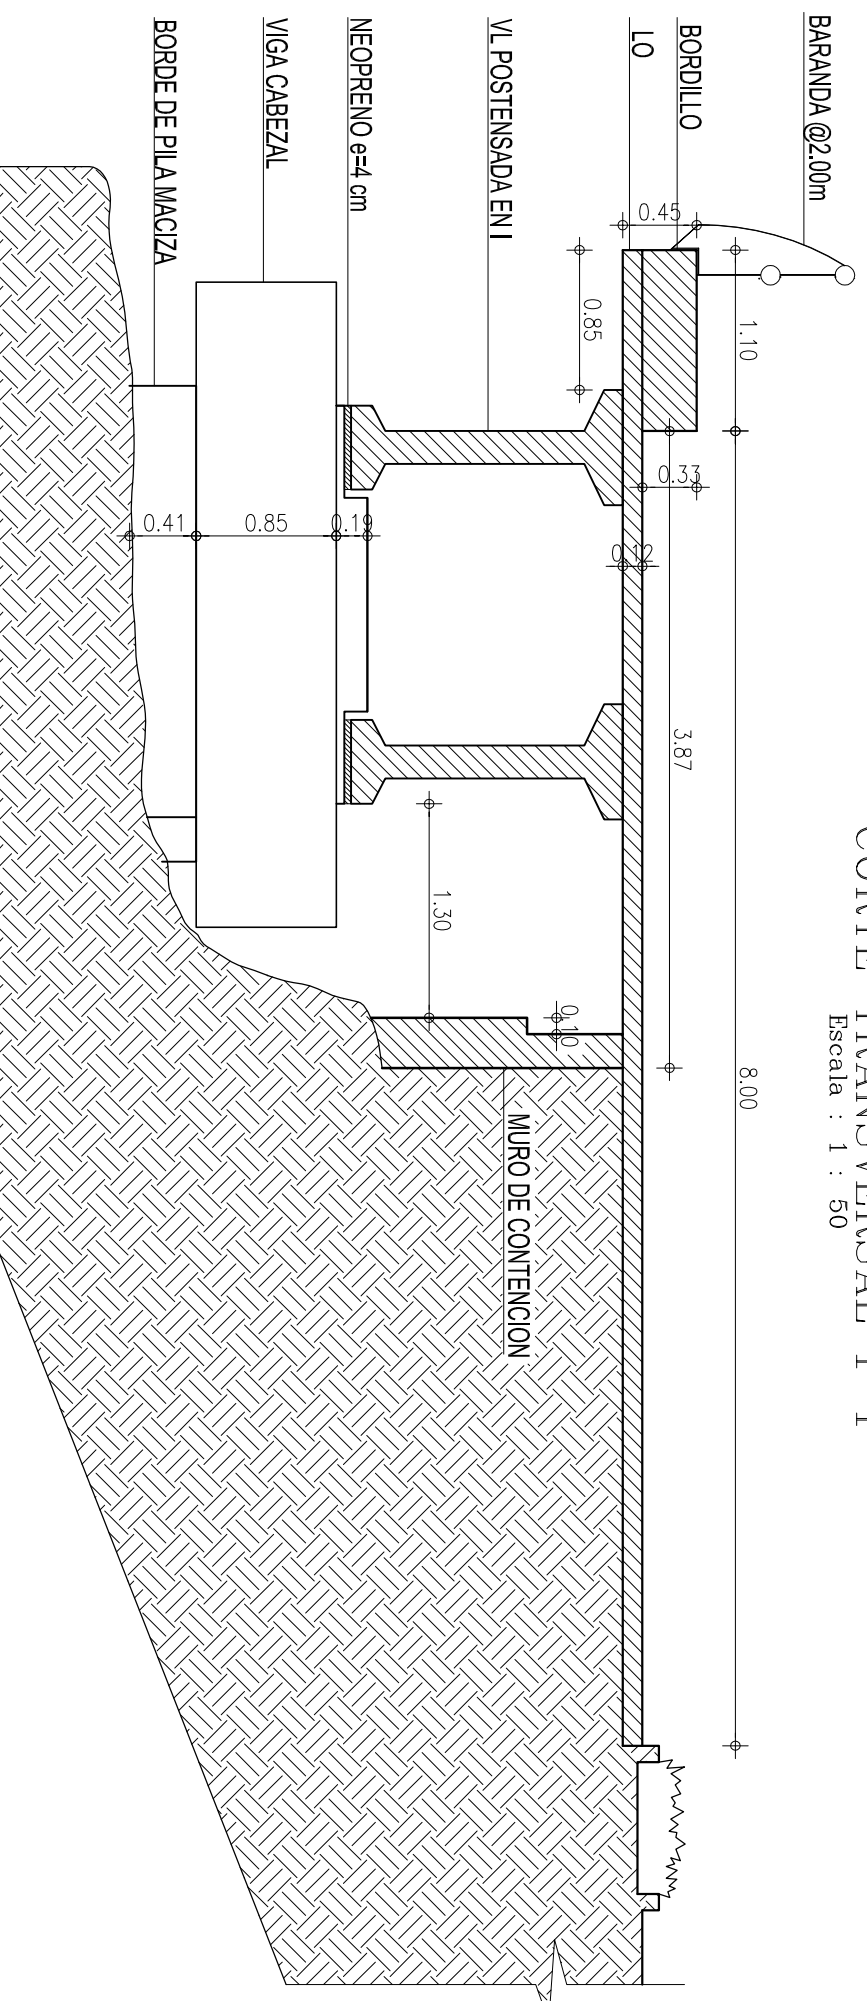 CORTE TRANSVERSAL 1 - 1
Escala : 1 : 50
BARANDA @2.00m
BORDILLO
LO
VL POSTENSADA EN I
NEOPRENO e=4 cm
VIGA CABEZAL
BORDE DE PILA MACIZA
MURO DE CONTENCION
1.10
8.00
0.45
0.33
3.87
0.12
0.85
0.10
1.30
0.19
0.85
0.41